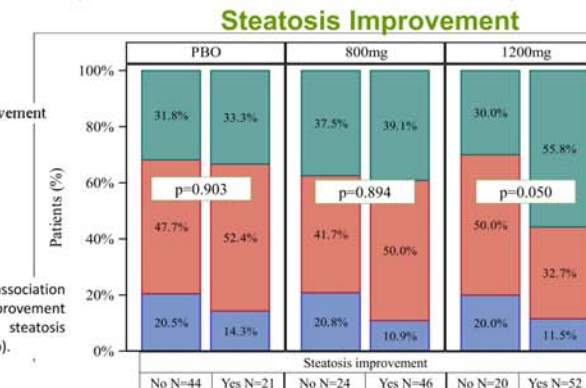 Steatosis Improvement
PBO 800mg 1200mg
100%
80%
60%
40%
20%
0%
Patients (%)
31.8% 33.3% 37.5% 39.1% 30.0% 55.8%
p=0.903 p=0.894 p=0.050
47.7% 52.4% 41.7% 50.0% 50.0% 32.7%
20.5% 14.3% 20.8% 10.9% 20.0% 11.5%
Steatosis improvement
No N=44 Yes N=21 No N=24 Yes N=46 No N=20 Yes N=52
steatosis